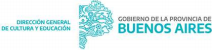 DIRECCIÓN GENERAL
DE CULTURA Y EDUCACIÓN
GOBIERNO DE LA PROVINCIA DE
BUENOS AIRES